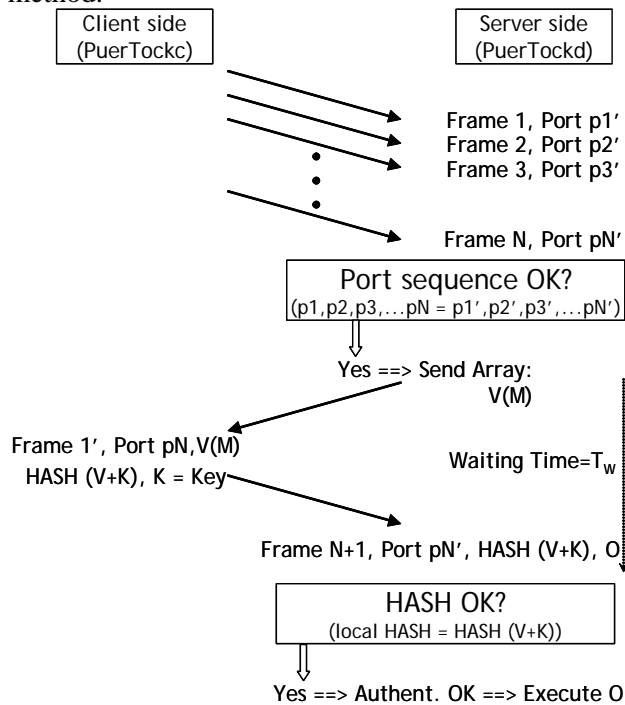 method.
Client side
(PuerTockc)
Server side
(PuerTockd)
Frame 1, Port p1'
Frame 2, Port p2'
Frame 3, Port p3'
Frame N, Port pN'
Port sequence OK?
(p1,p2,p3,...pN = p1',p2',p3',...pN')
Yes ==> Send Array:
V(M)
Frame 1', Port pN,V(M)
HASH (V+K), K = Key
Waiting Time=Tw
Frame N+1, Port pN', HASH (V+K), O
HASH OK?
(local HASH = HASH (V+K))
Yes ==> Authent. OK ==> Execute O